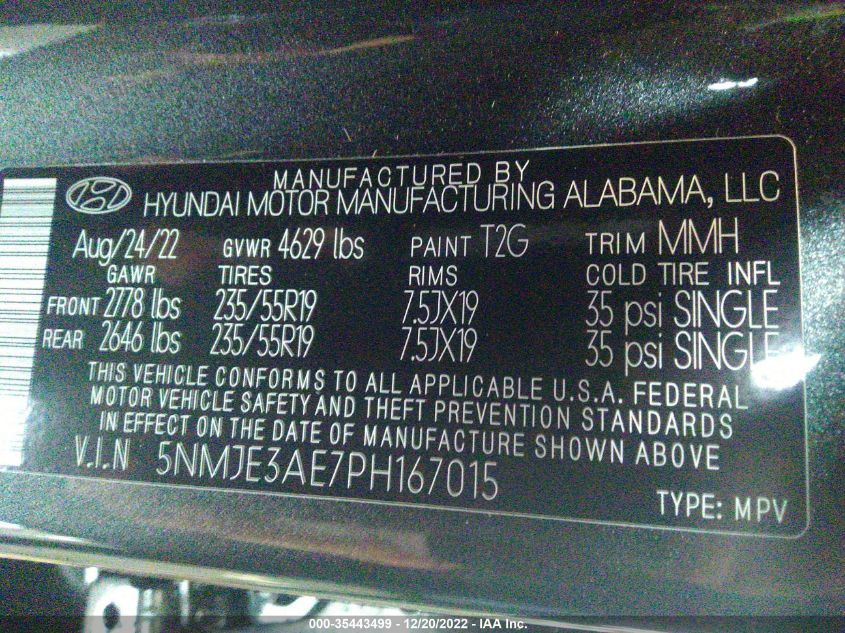 MANUFACTURED BY
HYUNDAI MOTOR MANUFACTURING ALABAMA, LLC
Aug/24/22 GVWR 4629 lbs PAINT T2G TRIM MMH
GAWR TIRES RIMS COLD TIRE INFL
FRONT 2778 lbs 235/55R19 7.5JX19 35 psi SINGLE
REAR 2646 lbs 235/55R19 7.5JX19 35 psi SINGLE
THIS VEHICLE CONFORMS TO ALL APPLICABLE U.S.A. FEDERAL
MOTOR VEHICLE SAFETY AND THEFT PREVENTION STANDARDS
IN EFFECT ON THE DATE OF MANUFACTURE SHOWN ABOVE
V.I.N 5NMJE3AE7PH167015
TYPE: MPV
000-35443499 - 12/20/2022 - IAA Inc.